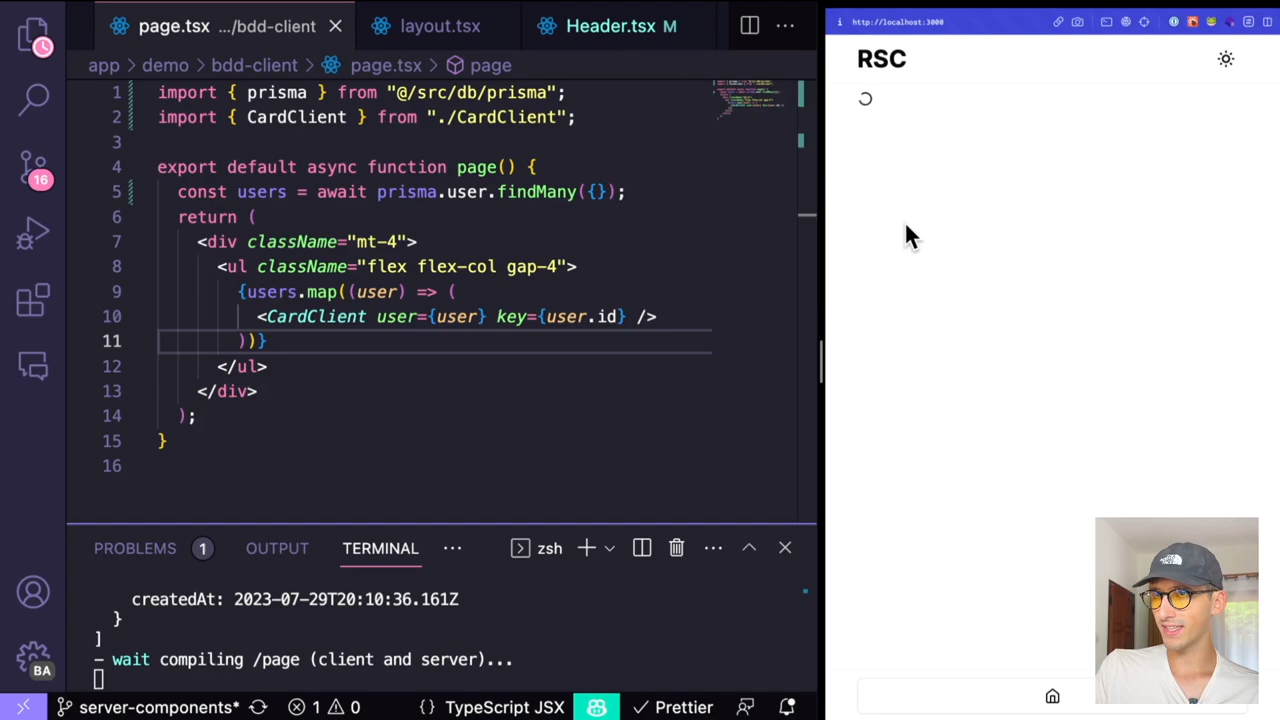 page.tsx .../bdd-client
layout.tsx
Header.tsx M
app > demo > bdd-client > page.tsx > page
1 import { prisma } from "@/src/db/prisma";
2 import { CardClient } from "./CardClient";
3
4 export default async function page() {
5 const users = await prisma.user.findMany({});
6 return (
7 <div className="mt-4">
8 <ul className="flex flex-col gap-4">
9 {users.map((user) => (
10 <CardClient user={user} key={user.id} />
11 ))}
12 </ul>
13 </div>
14 );
15 }
16
16
BA
PROBLEMS 1 OUTPUT TERMINAL ... zsh
createdAt: 2023-07-29T20:10:36.161Z
}
]
- wait compiling /page (client and server)...
server-components* 1 0 {} TypeScript JSX Prettier
http://localhost:3000
RSC